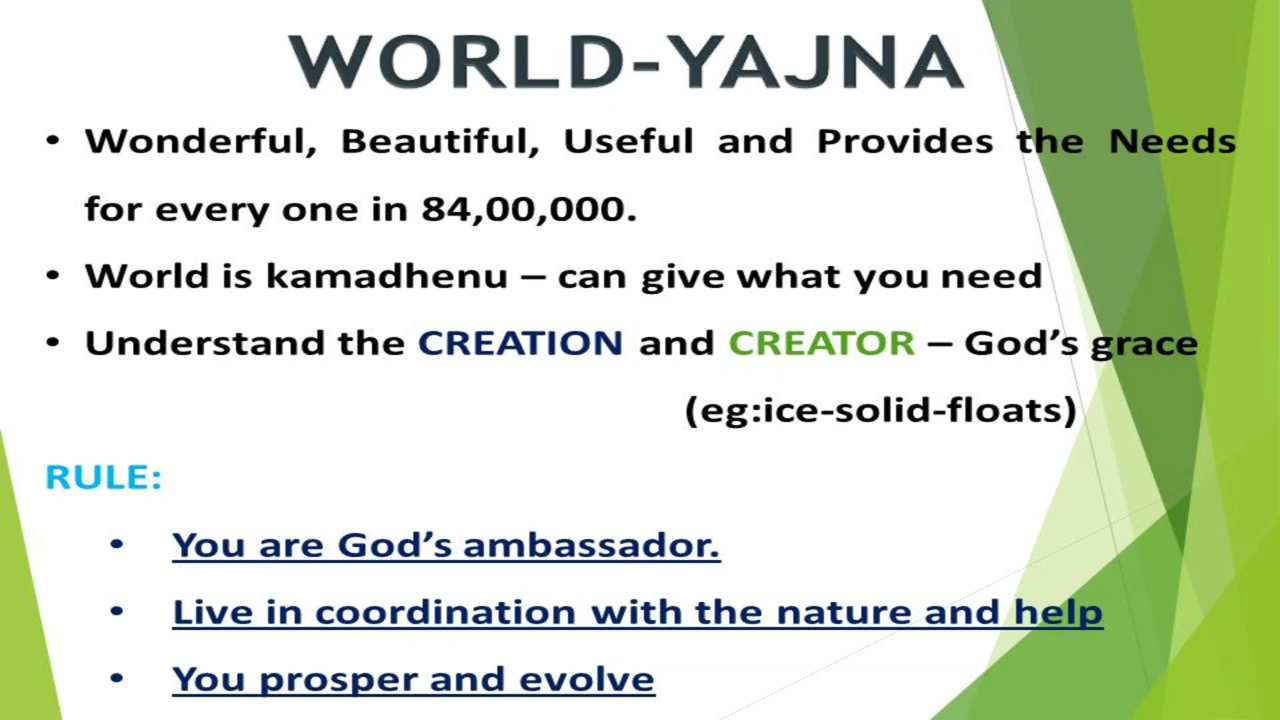 WORLD-YAJNA
• Wonderful, Beautiful, Useful and Provides the Needs
for every one in 84,00,000.
• World is kamadhenu – can give what you need
• Understand the CREATION and CREATOR – God’s grace
(eg:ice-solid-floats)
RULE:
• You are God’s ambassador.
• Live in coordination with the nature and help
• You prosper and evolve